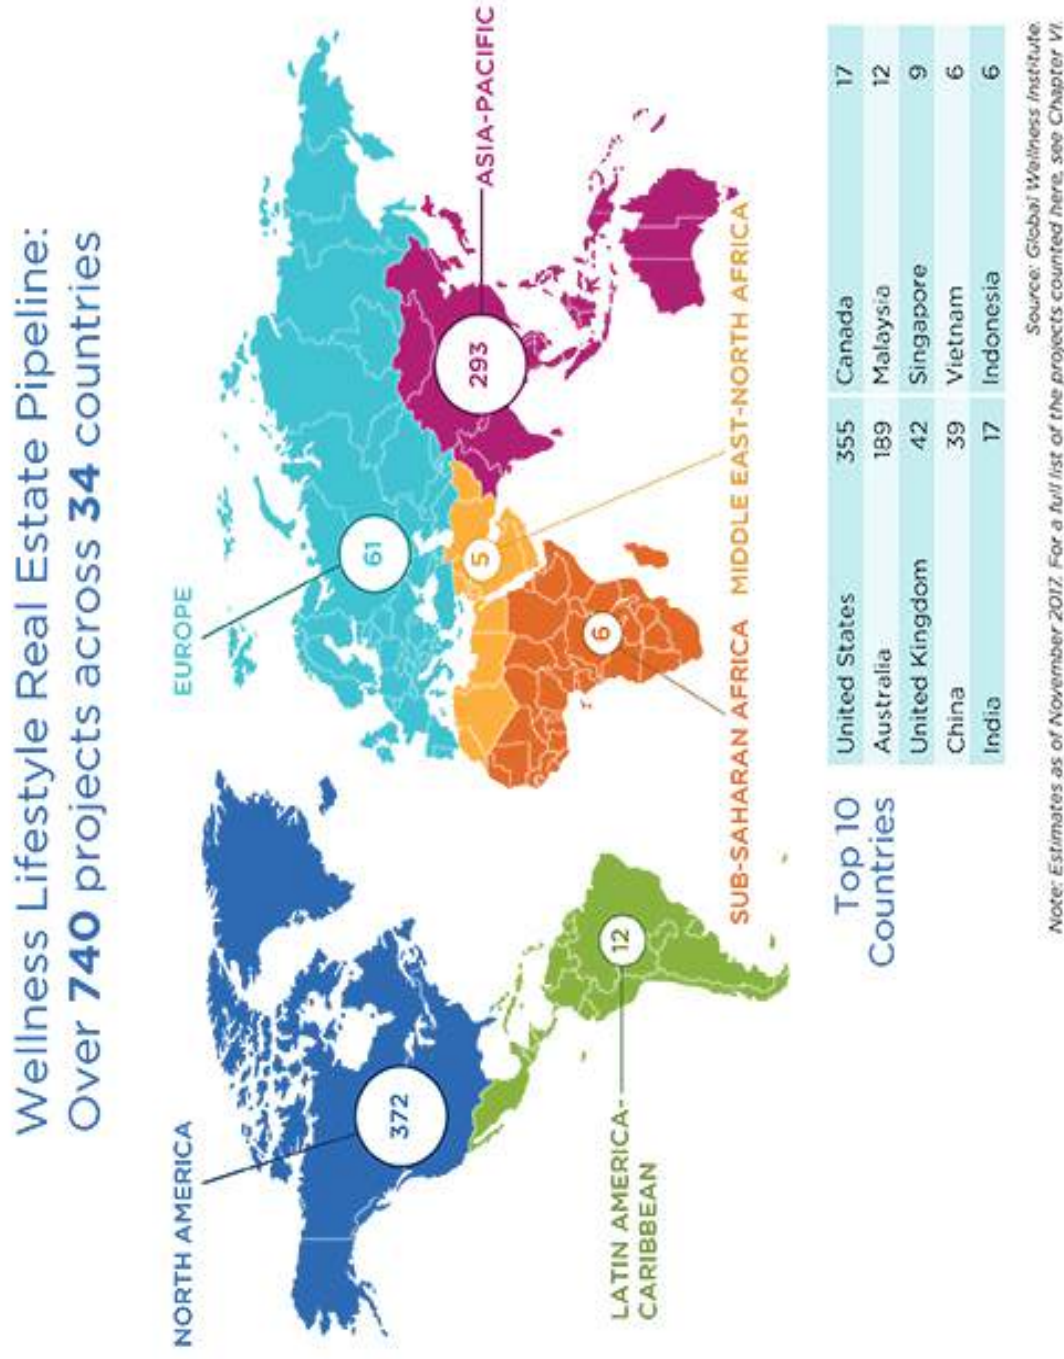 Wellness Lifestyle Real Estate Pipeline:
Over 740 projects across 34 countries
NORTH AMERICA
372
EUROPE
61
ASIA-PACIFIC
293
5
MIDDLE EAST-NORTH AFRICA
6
SUB-SAHARAN AFRICA
12
LATIN AMERICA-
CARIBBEAN
Top 10
Countries
United States 355 Canada 17
Australia 189 Malaysia 12
United Kingdom 42 Singapore 9
China 39 Vietnam 6
India 17 Indonesia 6
Source: Global Wellness Institute.
Note: Estimates as of November 2017. For a full list of the projects counted here, see Chapter VI.